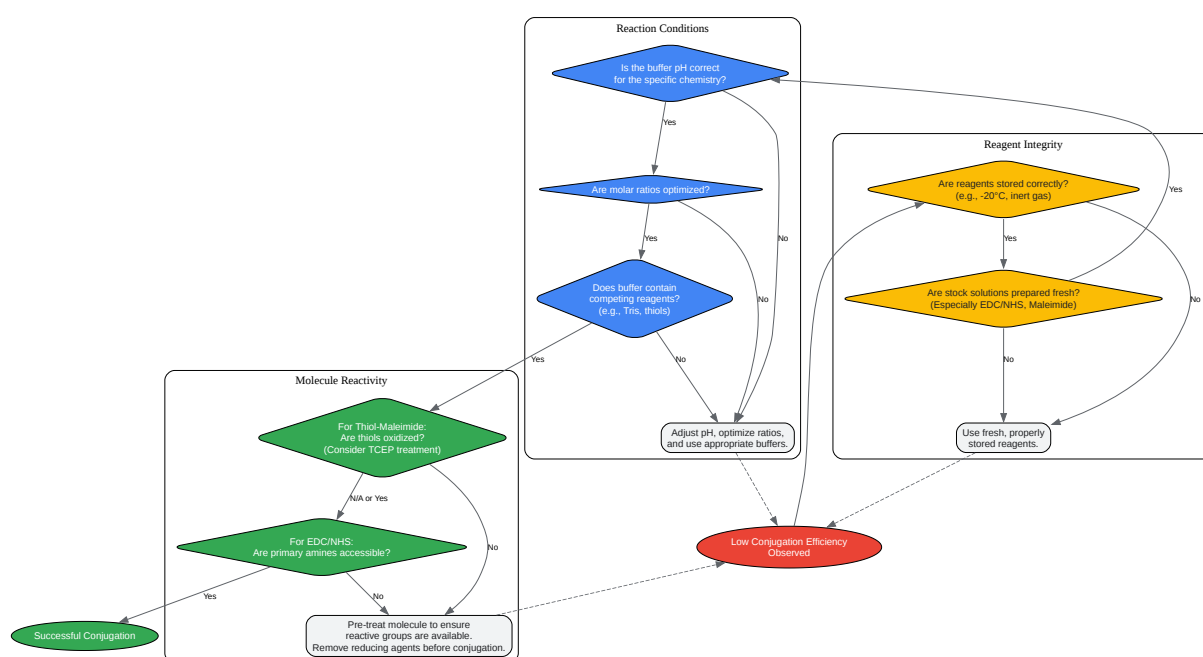 Reaction Conditions
Is the buffer pH correct
for the specific chemistry?
Yes
No
Are molar ratios optimized?
Yes
No
Does buffer contain
competing reagents?
(e.g., Tris, thiols)
Yes
No
Adjust pH, optimize ratios,
and use appropriate buffers.
Reagent Integrity
Are reagents stored correctly?
(e.g., -20°C, inert gas)
Yes
No
Are stock solutions prepared fresh?
(Especially EDC/NHS, Maleimide)
Yes
No
Use fresh, properly
stored reagents.
Molecule Reactivity
For Thiol-Maleimide:
Are thiols oxidized?
(Consider TCEP treatment)
N/A or Yes
No
For EDC/NHS:
Are primary amines accessible?
Yes
No
Pre-treat molecule to ensure
reactive groups are available.
Remove reducing agents before conjugation.
Low Conjugation Efficiency
Observed
Successful Conjugation